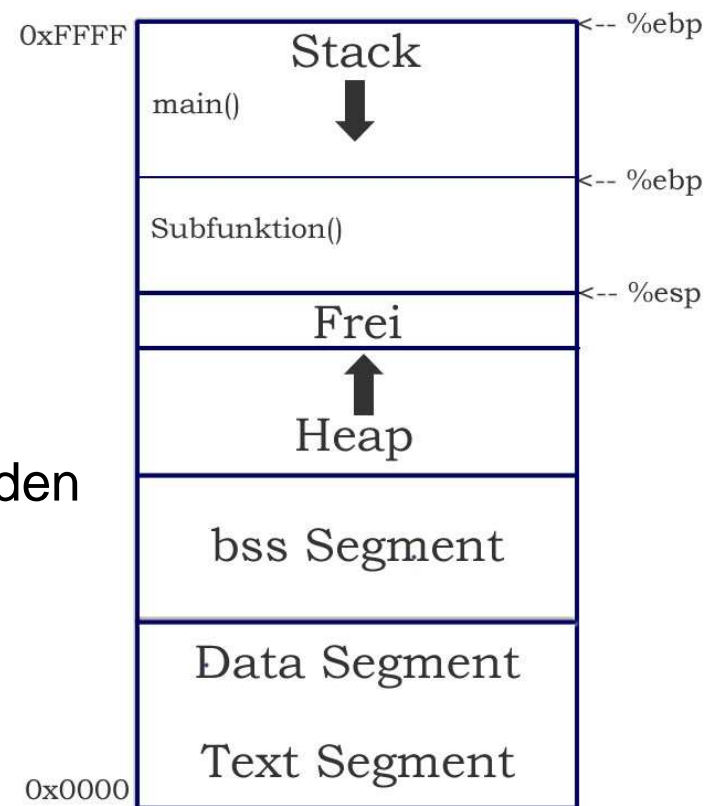 0xFFFF
<-- %ebp
Stack
main()
<-- %ebp
Subfunktion()
<-- %esp
Frei
Heap
den
bss Segment
Data Segment
Text Segment
0x0000